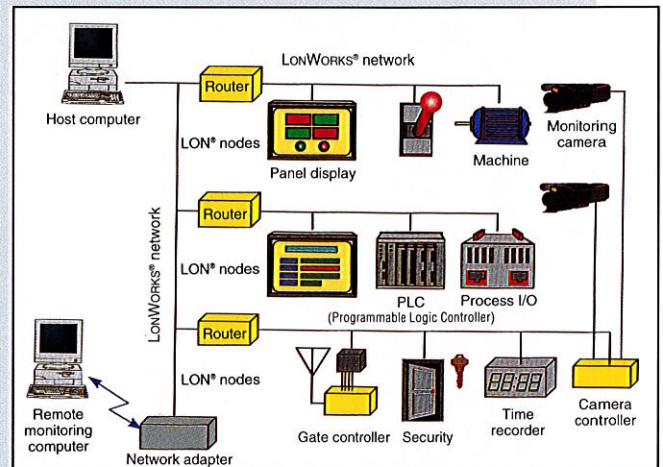 LONWORKS® network
Host computer
Router
LON® nodes
Panel display
Machine
Monitoring
camera
LONWORKS® network
Router
LON® nodes
PLC
(Programmable Logic Controller)
Process I/O
Router
LON® nodes
Remote
monitoring
computer
Network adapter
Gate controller
Security
88:88
Time
recorder
Camera
controller